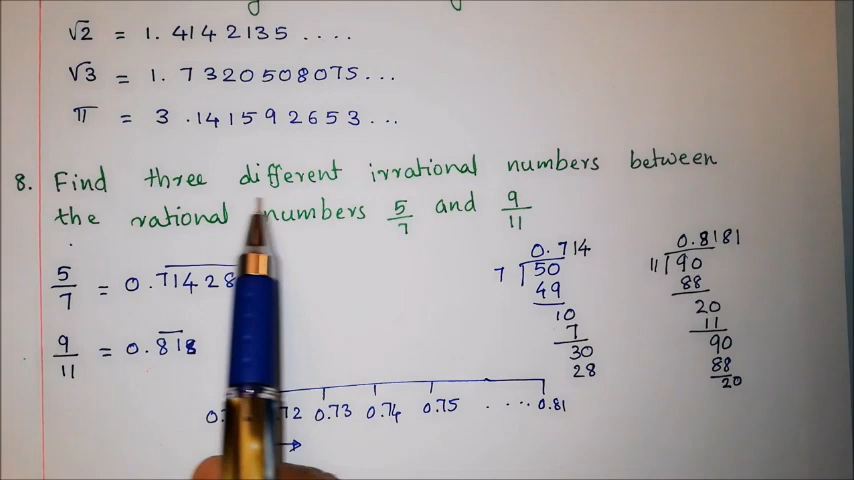 √2 = 1.4142135 ....
√3 = 1.7320508075...
π = 3.141592653...
8. Find three different irrational numbers between
the rational numbers 5/7 and 9/11
5/7 = 0.71428
9/11 = 0.818
0.73 0.74 0.75 .... 0.81
0.714
7 50
49
10
7
30
28
0.8181
11 90
88
20
11
90
88
20